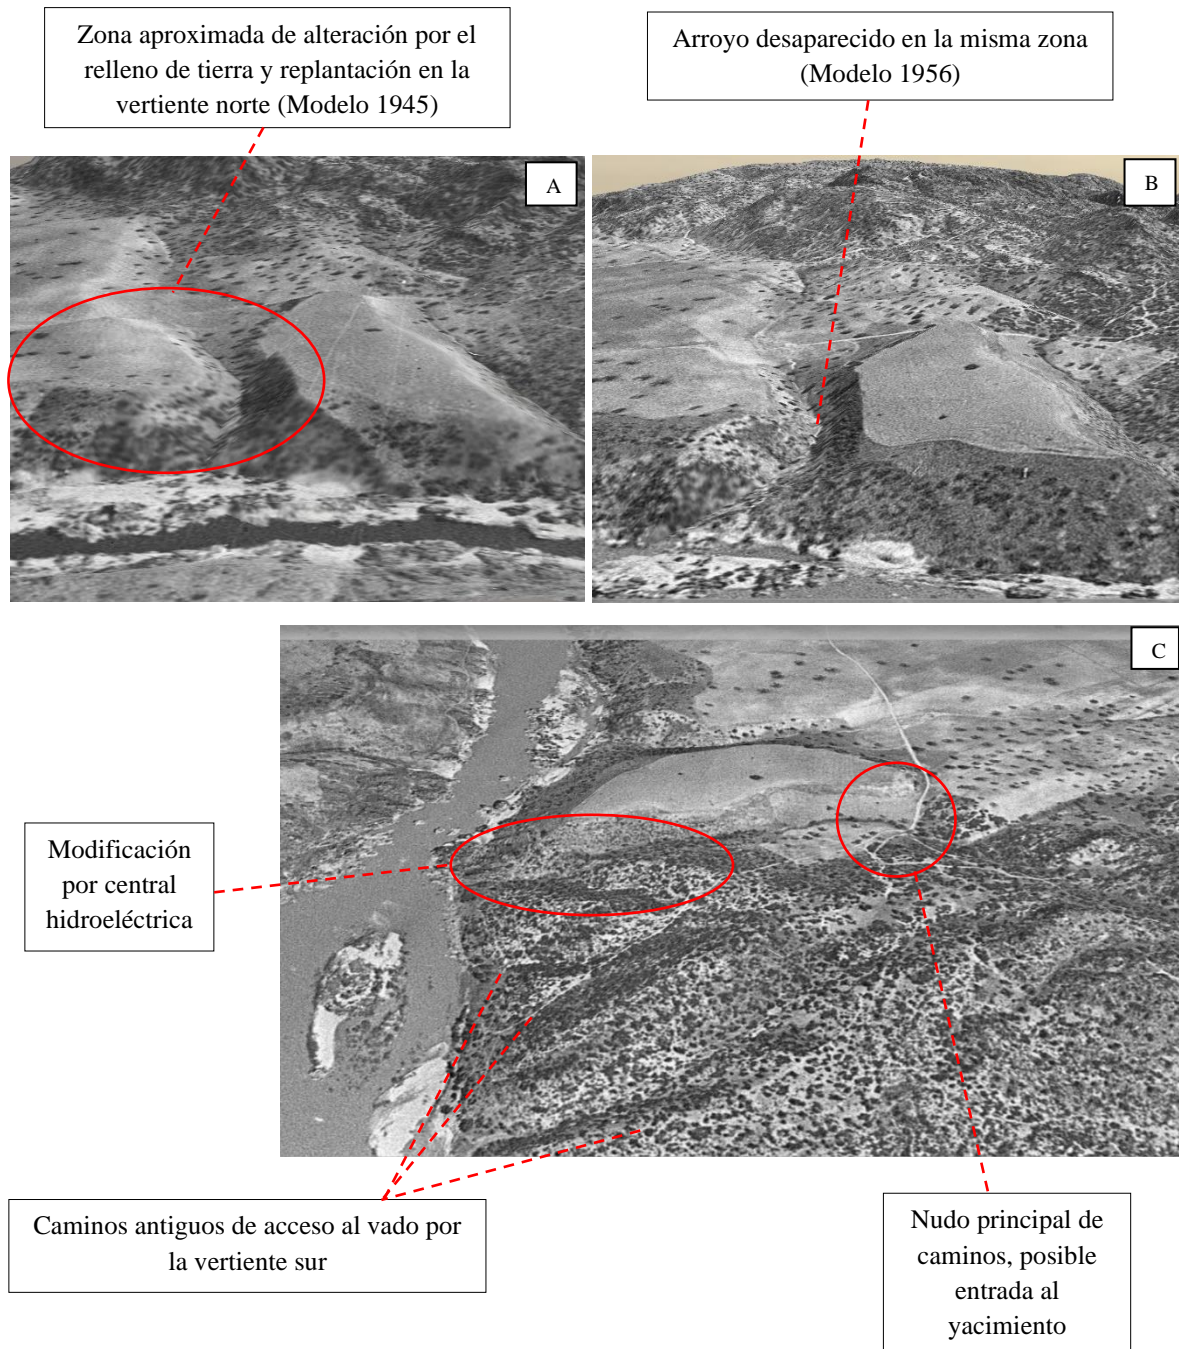 Zona aproximada de alteración por el
relleno de tierra y replantación en la
vertiente norte (Modelo 1945)
Arroyo desaparecido en la misma zona
(Modelo 1956)
A
B
C
Modificación
por central
hidroeléctrica
Caminos antiguos de acceso al vado por
la vertiente sur
Nudo principal de
caminos, posible
entrada al
yacimiento